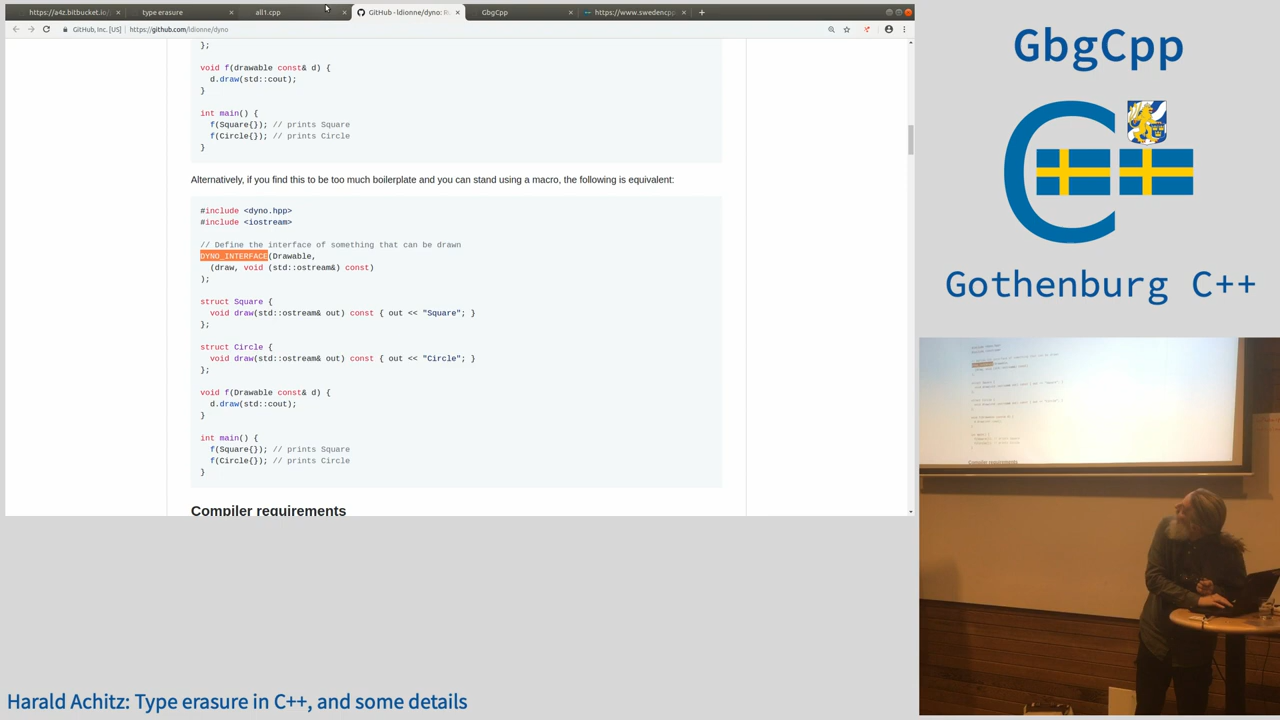 https://a4z.bitbucket.io/
type erasure
all1.cpp
GitHub - ldionne/dyno: R
GbgCpp
https://www.swedencpp
GitHub, Inc. [US]
https://github.com/ldionne/dyno
};
void f(drawable const& d) {
d.draw(std::cout);
}
int main() {
f(Square{}); // prints Square
f(Circle{}); // prints Circle
}
Alternatively, if you find this to be too much boilerplate and you can stand using a macro, the following is equivalent:
#include <dyno.hpp>
#include <iostream>
// Define the interface of something that can be drawn
DYNO_INTERFACE(Drawable,
(draw, void (std::ostream&) const)
);
struct Square {
void draw(std::ostream& out) const { out << "Square"; }
};
struct Circle {
void draw(std::ostream& out) const { out << "Circle"; }
};
void f(Drawable const& d) {
d.draw(std::cout);
}
int main() {
f(Square{}); // prints Square
f(Circle{}); // prints Circle
}
Compiler requirements
GbgCpp
Gothenburg C++
Compiler requirements
Harald Achitz: Type erasure in C++, and some details